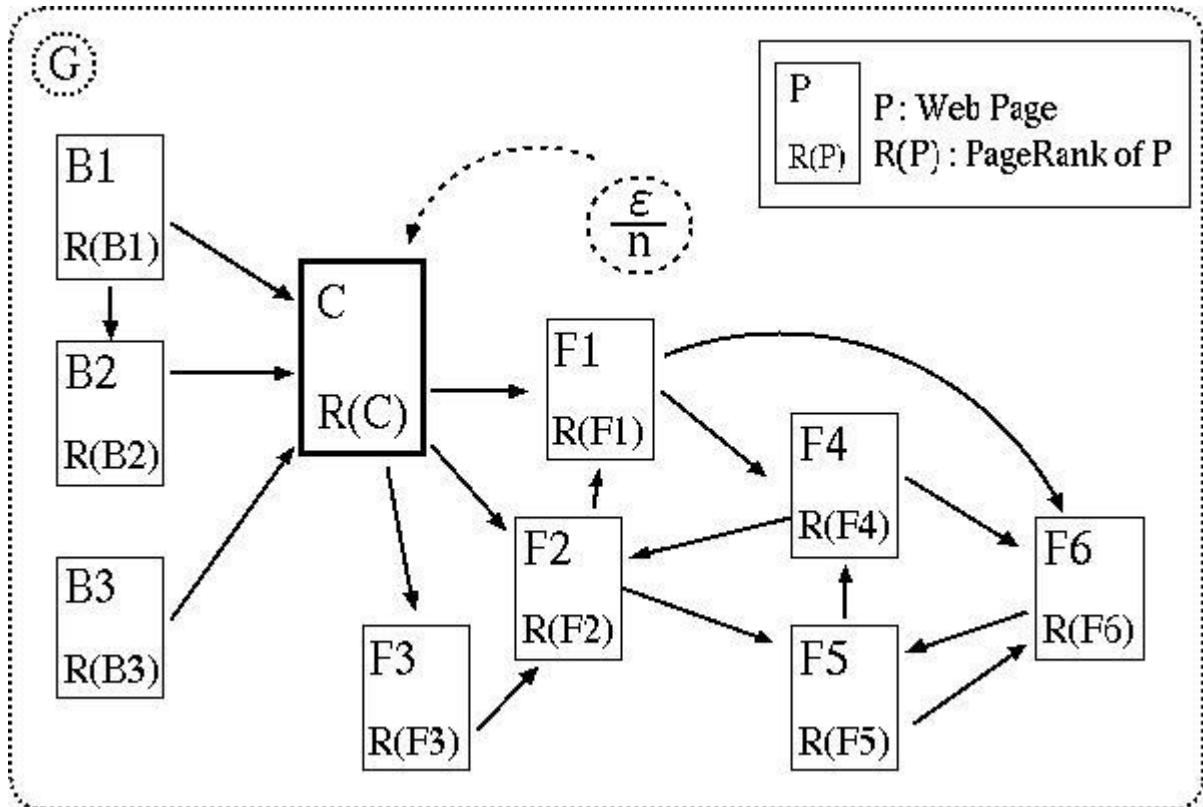 G
P
R(P)
P : Web Page
R(P) : PageRank of P
B1
R(B1)
ε
n
C
R(C)
B2
R(B2)
F1
R(F1)
F4
R(F4)
B3
R(B3)
F2
R(F2)
F6
R(F6)
F3
R(F3)
F5
R(F5)